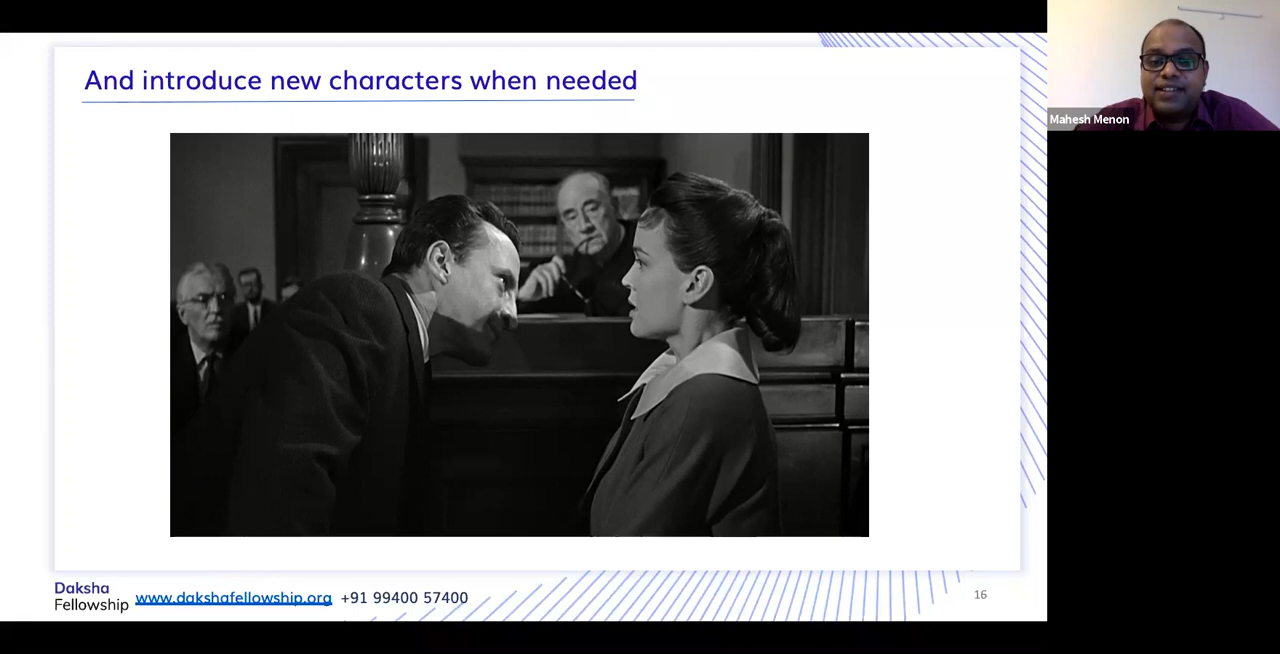 And introduce new characters when needed
Mahesh Menon
Daksha
Fellowship
www.dakshafellowship.org +91 99400 57400
16